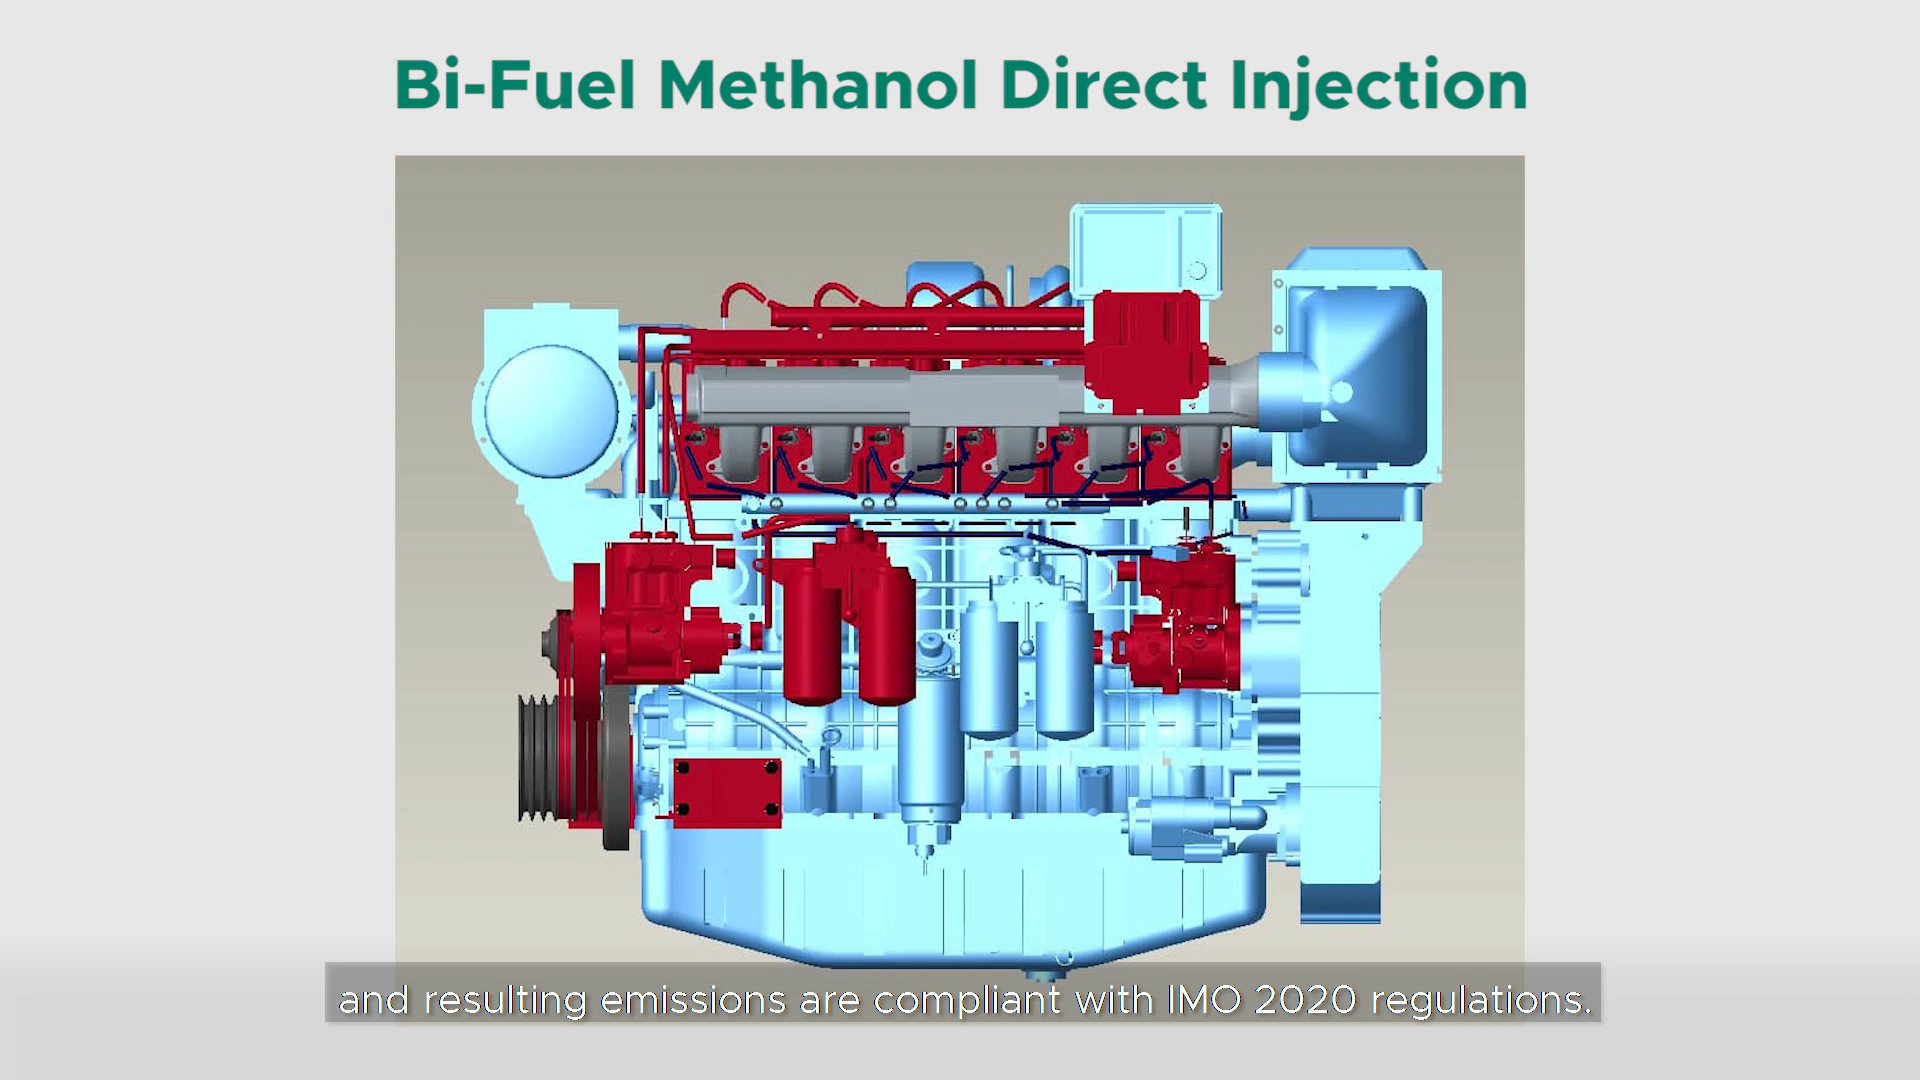 Bi-Fuel Methanol Direct Injection
and resulting emissions are compliant with IMO 2020 regulations.